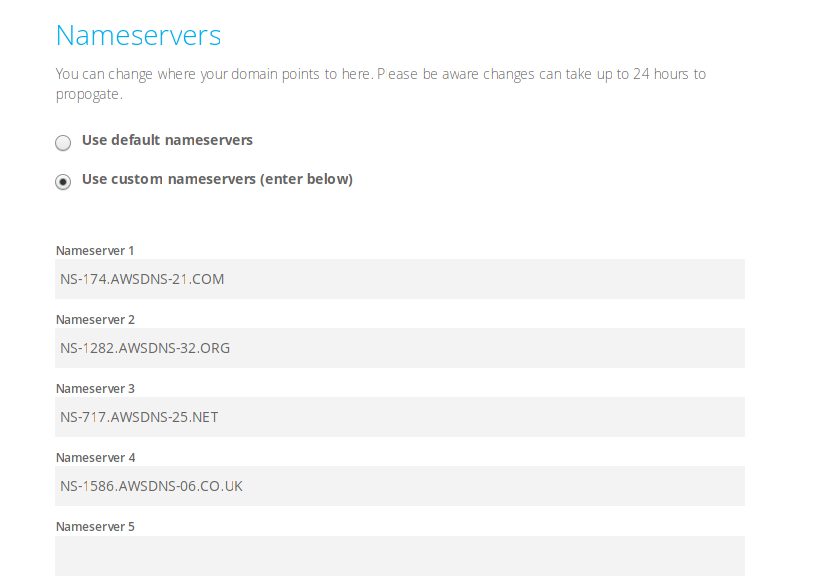 Nameservers
You can change where your domain points to here. Please be aware changes can take up to 24 hours to
propogate.
Use default nameservers
Use custom nameservers (enter below)
Nameserver 1
NS-174.AWSDNS-21.COM
Nameserver 2
NS-1282.AWSDNS-32.ORG
Nameserver 3
NS-717.AWSDNS-25.NET
Nameserver 4
NS-1586.AWSDNS-06.CO.UK
Nameserver 5